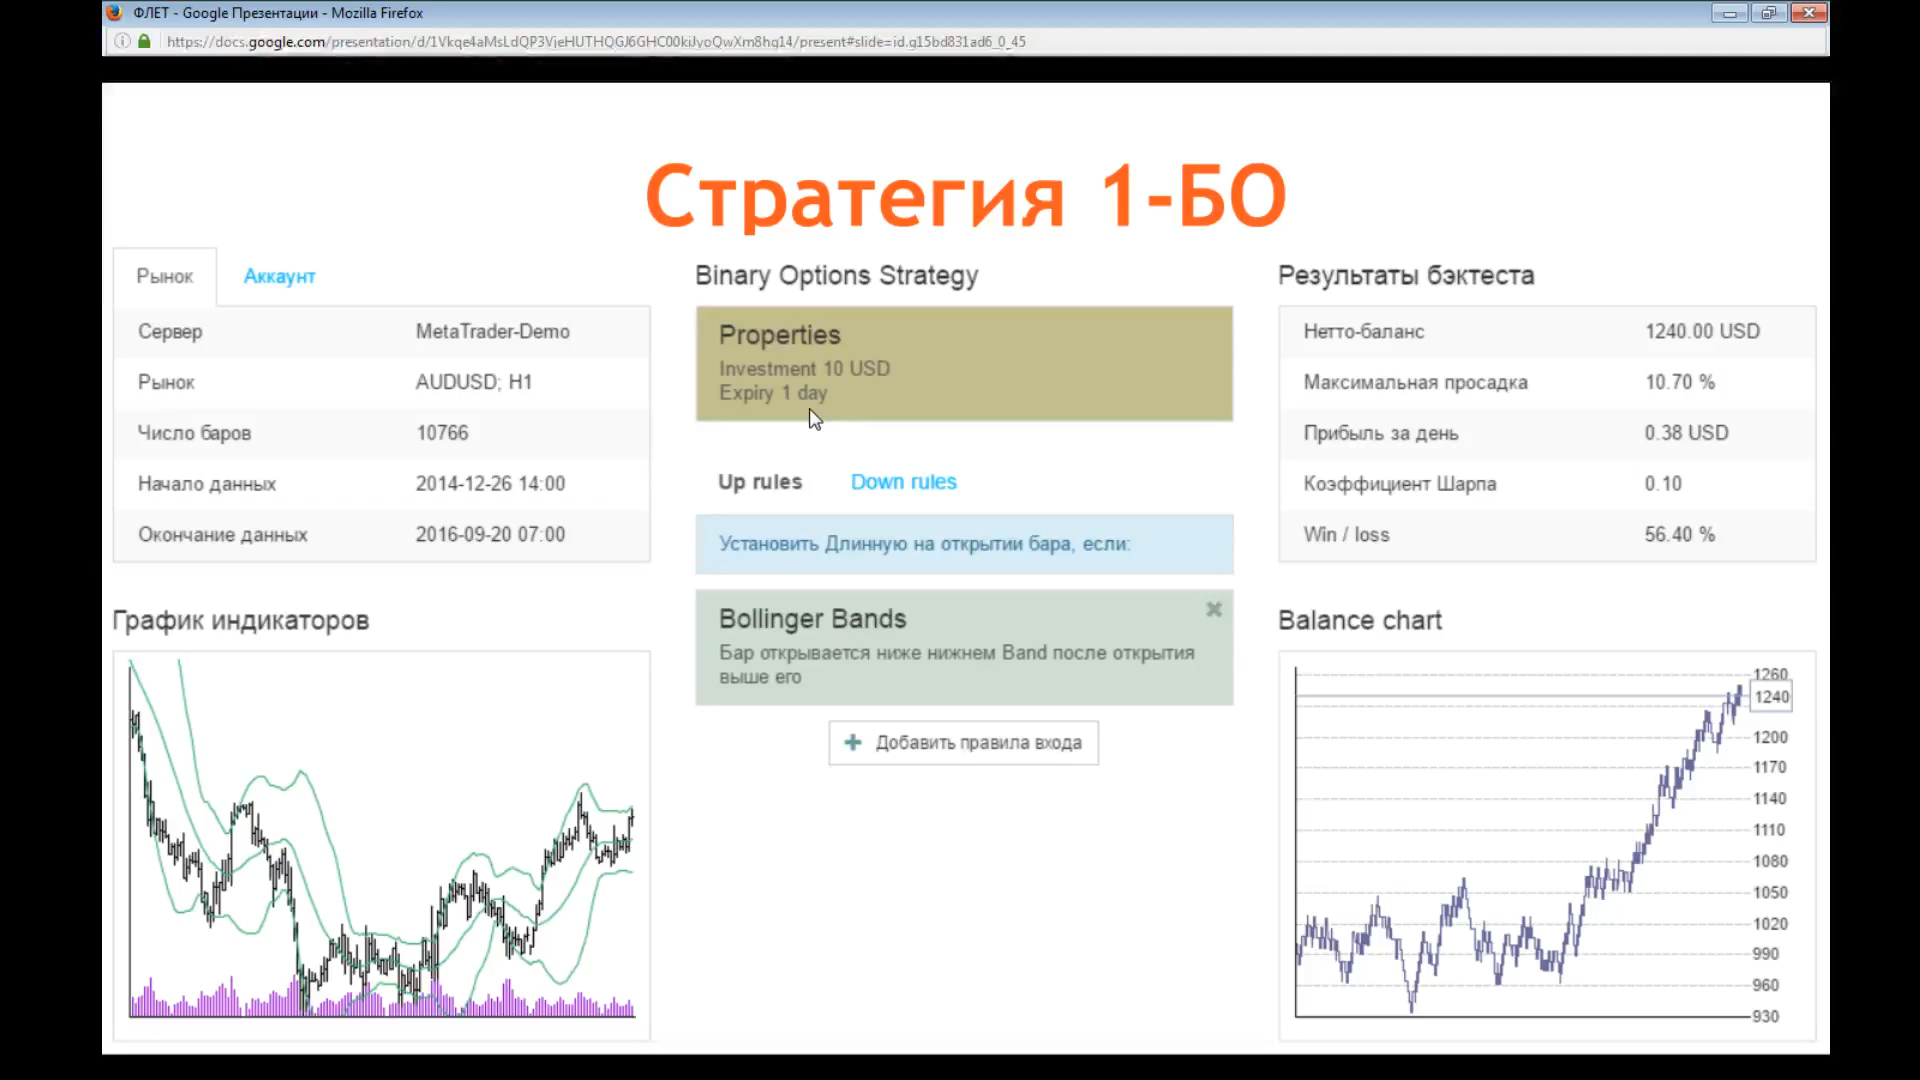 ФЛЕТ - Google Презентации - Mozilla Firefox
https://docs.google.com/presentation/d/1Vkqe4aMsLdQP3VieHUTHQGJ6GHC00kiJyoQwXm8hq14/present#slide=id.g15bd831ad6_0_45
Стратегия 1-БО
Рынок Аккаунт
Сервер MetaTrader-Demo
Рынок AUDUSD; H1
Число баров 10766
Начало данных 2014-12-26 14:00
Окончание данных 2016-09-20 07:00
График индикаторов
Binary Options Strategy
Properties
Investment 10 USD
Expiry 1 day
Up rules Down rules
Установить Длинную на открытии бара, если:
Bollinger Bands
Бар открывается ниже нижнем Band после открытия
выше его
Добавить правила входа
Результаты бэктеста
Нетто-баланс 1240.00 USD
Максимальная просадка 10.70 %
Прибыль за день 0.38 USD
Коэффициент Шарпа 0.10
Win / loss 56.40 %
Balance chart
1260
1240
1200
1170
1140
1110
1080
1050
1020
990
960
930